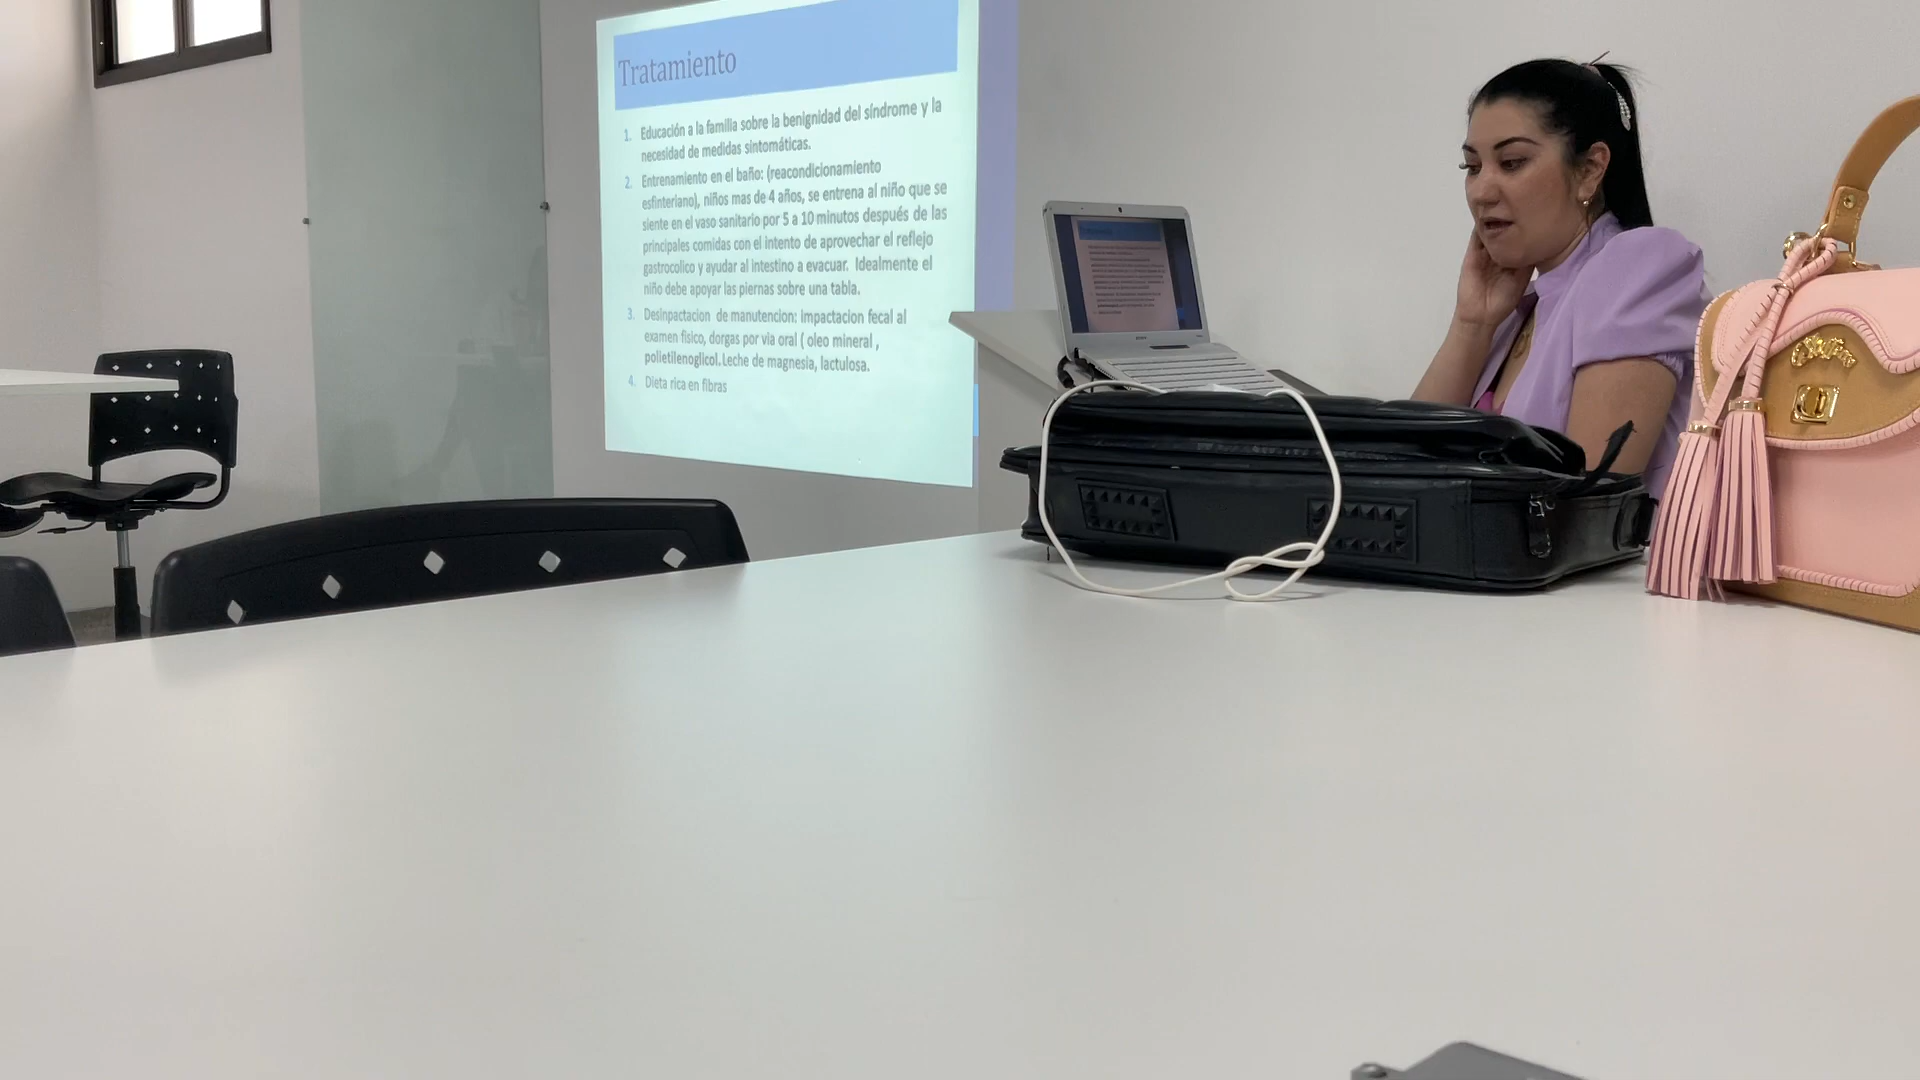 Tratamiento
1. Educación a la familia sobre la benignidad del síndrome y la
necesidad de medidas sintomáticas.
2. Entrenamiento en el baño: (reacondicionamiento
esfinteriano), niños mas de 4 años, se entrena al niño que se
siente en el vaso sanitario por 5 a 10 minutos después de las
principales comidas con el intento de aprovechar el reflejo
gastrocolico y ayudar al intestino a evacuar. Idealmente el
niño debe apoyar las piernas sobre una tabla.
3. Desinpactacion de manutencion: impactacion fecal al
examen físico, dorgas por via oral ( oleo mineral ,
polietilenoglicol. Leche de magnesia, lactulosa.
4. Dieta rica en fibras